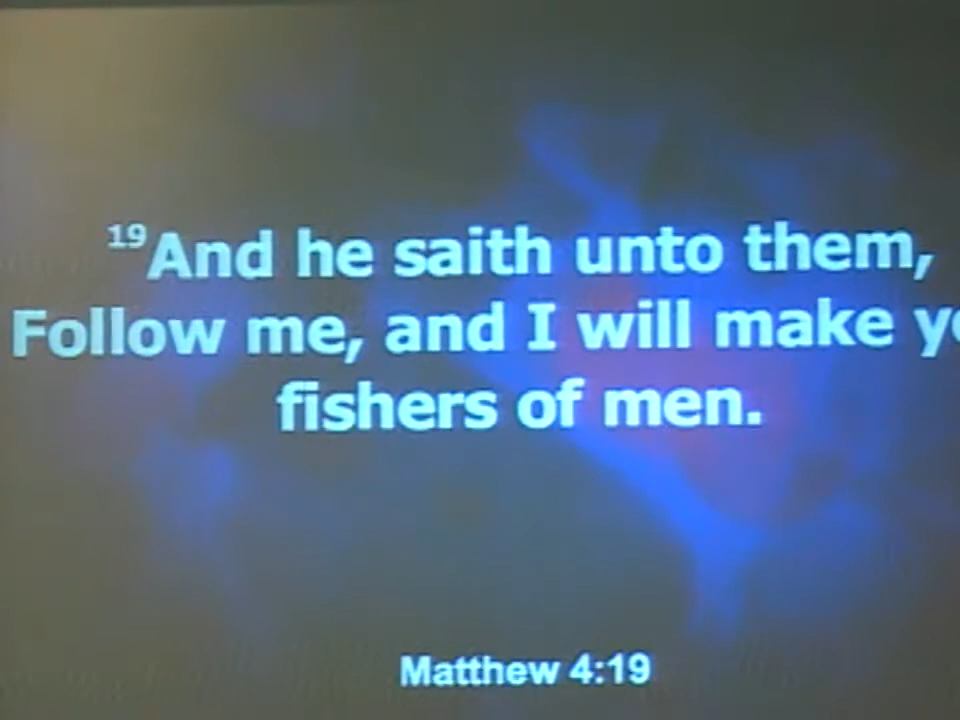 19And he saith unto them,
Follow me, and I will make
fishers of men.
Matthew 4:19